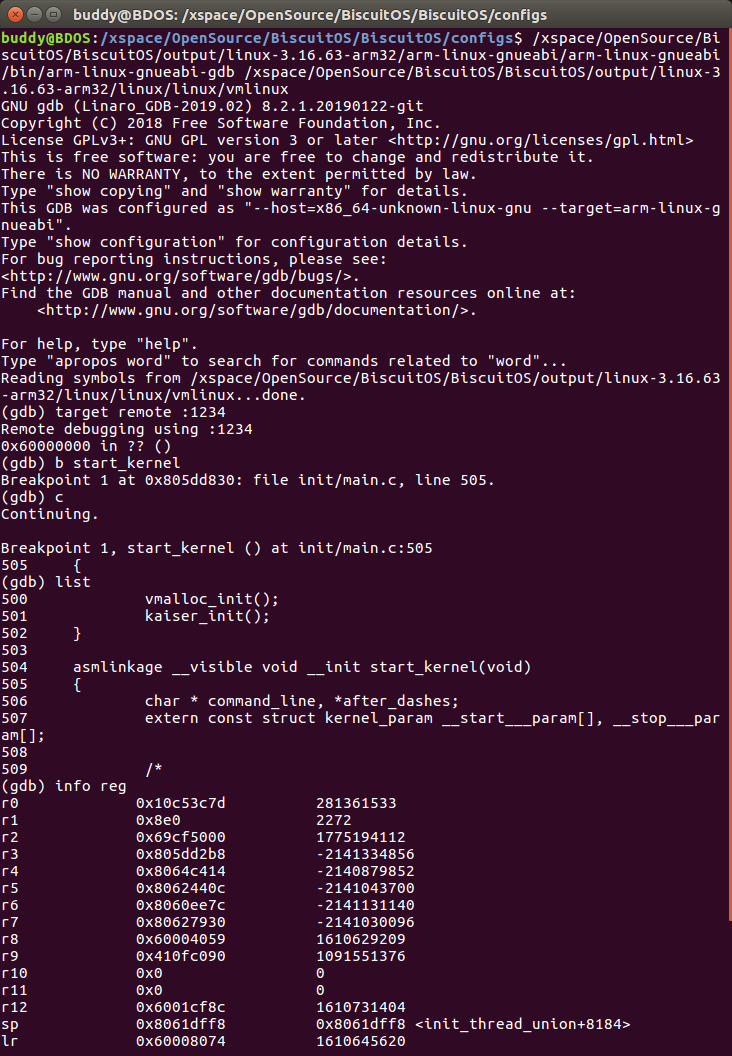 buddy@BDOS: /xspace/OpenSource/BiscuitOS/BiscuitOS/configs
buddy@BDOS:/xspace/OpenSource/BiscuitOS/BiscuitOS/configs$ /xspace/OpenSource/Bi
scuitOS/BiscuitOS/output/linux-3.16.63-arm32/arm-linux-gnueabi/arm-linux-gnueabi
/bin/arm-linux-gnueabi-gdb /xspace/OpenSource/BiscuitOS/BiscuitOS/output/linux-3
.16.63-arm32/linux/linux/vmlinux
GNU gdb (Linaro_GDB-2019.02) 8.2.1.20190122-git
Copyright (C) 2018 Free Software Foundation, Inc.
License GPLv3+: GNU GPL version 3 or later <http://gnu.org/licenses/gpl.html>
This is free software: you are free to change and redistribute it.
There is NO WARRANTY, to the extent permitted by law.
Type "show copying" and "show warranty" for details.
This GDB was configured as "--host=x86_64-unknown-linux-gnu --target=arm-linux-g
nueabi".
Type "show configuration" for configuration details.
For bug reporting instructions, please see:
<http://www.gnu.org/software/gdb/bugs/>.
Find the GDB manual and other documentation resources online at:
    <http://www.gnu.org/software/gdb/documentation/>.

For help, type "help".
Type "apropos word" to search for commands related to "word"...
Reading symbols from /xspace/OpenSource/BiscuitOS/BiscuitOS/output/linux-3.16.63
-arm32/linux/linux/vmlinux...done.
(gdb) target remote :1234
Remote debugging using :1234
0x60000000 in ?? ()
(gdb) b start_kernel
Breakpoint 1 at 0x805dd830: file init/main.c, line 505.
(gdb) c
Continuing.

Breakpoint 1, start_kernel () at init/main.c:505
505     {
(gdb) list
500             vmalloc_init();
501             kaiser_init();
502     }
503
504     asmlinkage __visible void __init start_kernel(void)
505     {
506             char * command_line, *after_dashes;
507             extern const struct kernel_param __start___param[], __stop___par
am[];
508
509             /*
(gdb) info reg
r0             0x10c53c7d          281361533
r1             0x8e0               2272
r2             0x69cf5000          1775194112
r3             0x805dd2b8          -2141334856
r4             0x8064c414          -2140879852
r5             0x8062440c          -2141043700
r6             0x8060ee7c          -2141131140
r7             0x80627930          -2141030096
r8             0x60004059          1610629209
r9             0x410fc090          1091551376
r10            0x0                 0
r11            0x0                 0
r12            0x6001cf8c          1610731404
sp             0x8061dff8          0x8061dff8 <init_thread_union+8184>
lr             0x60008074          1610645620